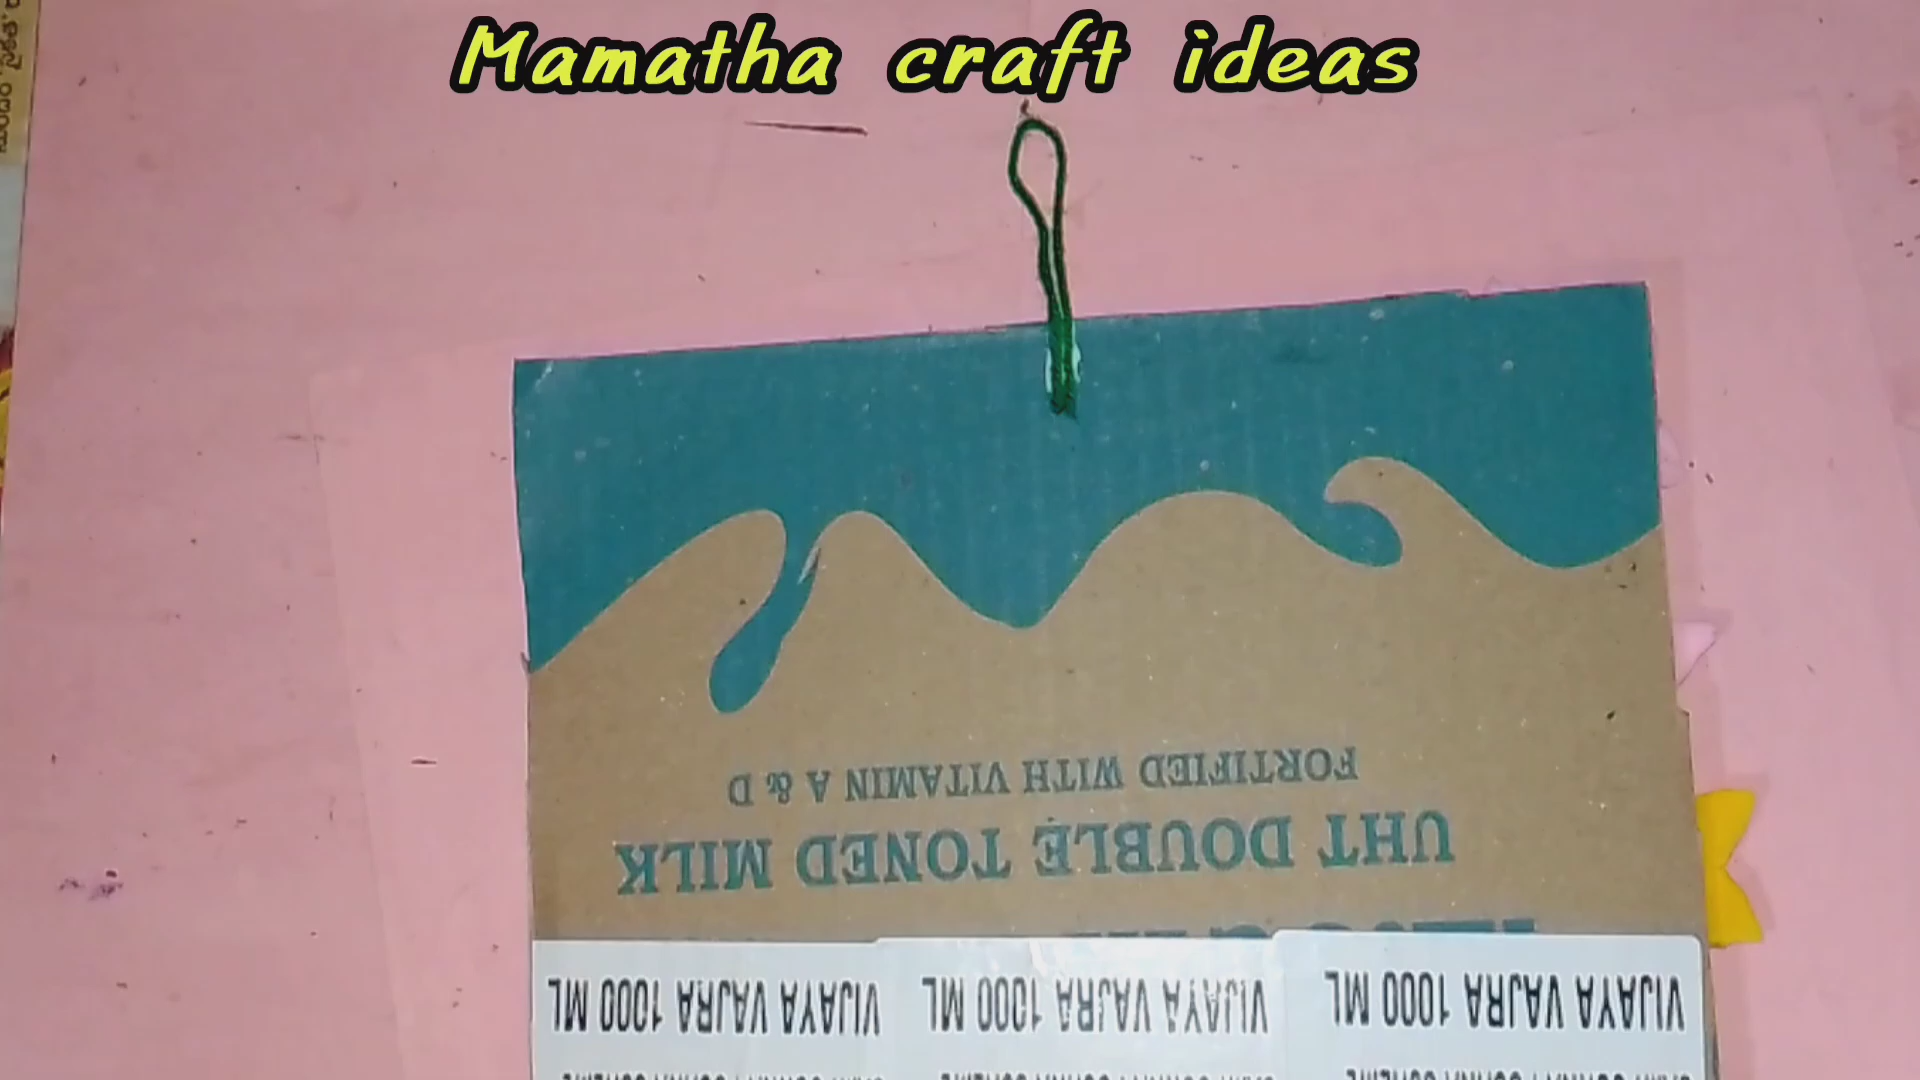 Mamatha craft ideas
FORTIFIED WITH VITAMIN A & D
UHT DOUBLE TONED MILK
VIJAYA VAJRA 1000 ML
VIJAYA VAJRA 1000 ML
VIJAYA VAJRA 1000 ML